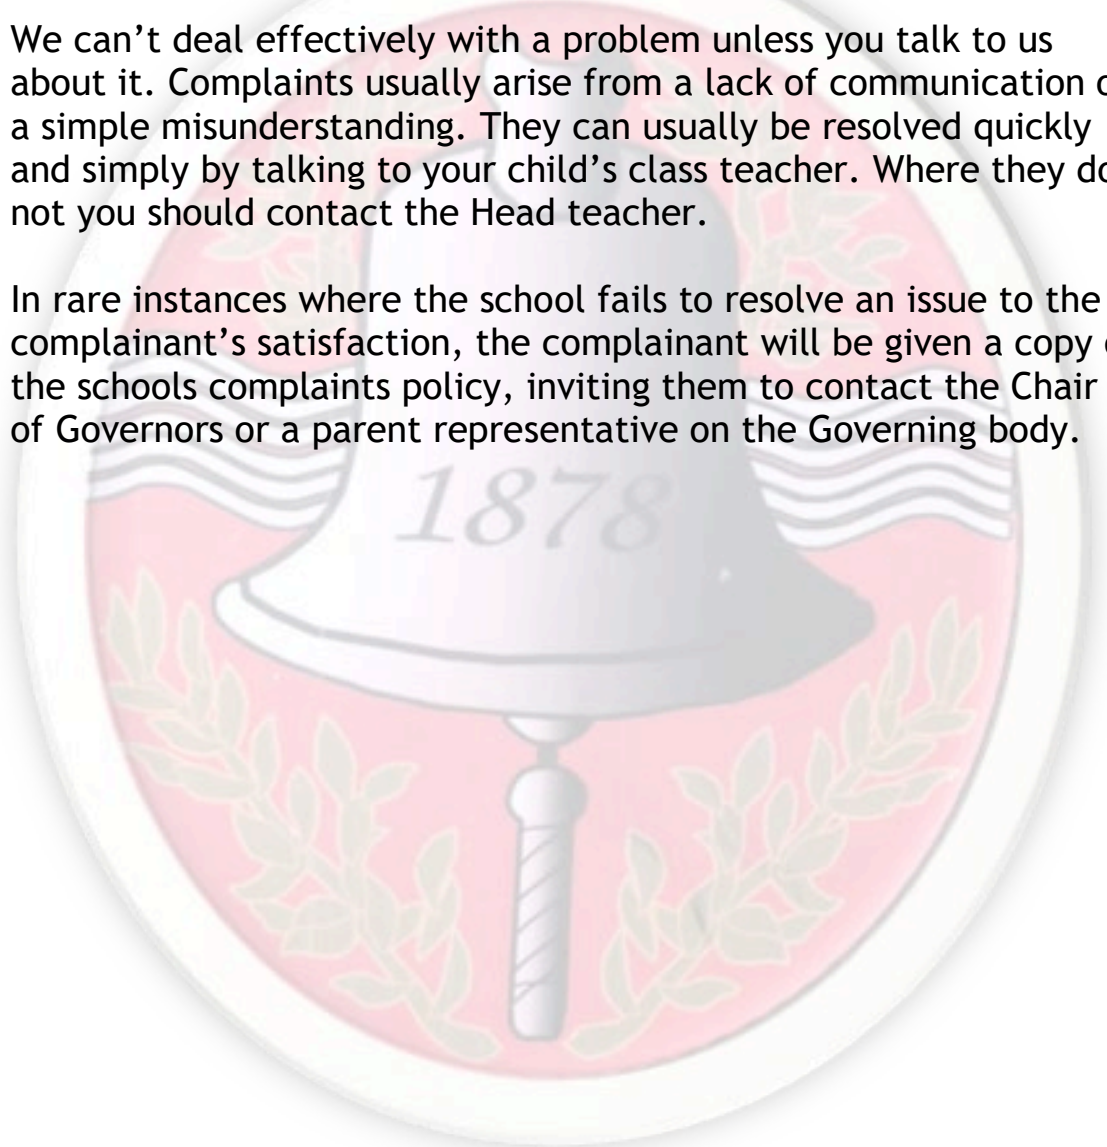 We can’t deal effectively with a problem unless you talk to us
about it. Complaints usually arise from a lack of communication
a simple misunderstanding. They can usually be resolved quickly
and simply by talking to your child’s class teacher. Where they do
not you should contact the Head teacher.
In rare instances where the school fails to resolve an issue to the
complainant’s satisfaction, the complainant will be given a copy
the schools complaints policy, inviting them to contact the Chair
of Governors or a parent representative on the Governing body.
1878